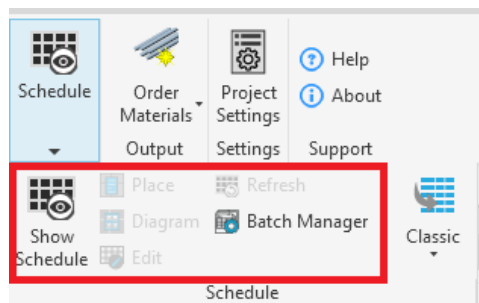 Schedule
Order
Materials
Project
Settings
Help
About
Output
Settings
Support
Show
Schedule
Place
Diagram
Edit
Refresh
Batch Manager
Classic
Schedule